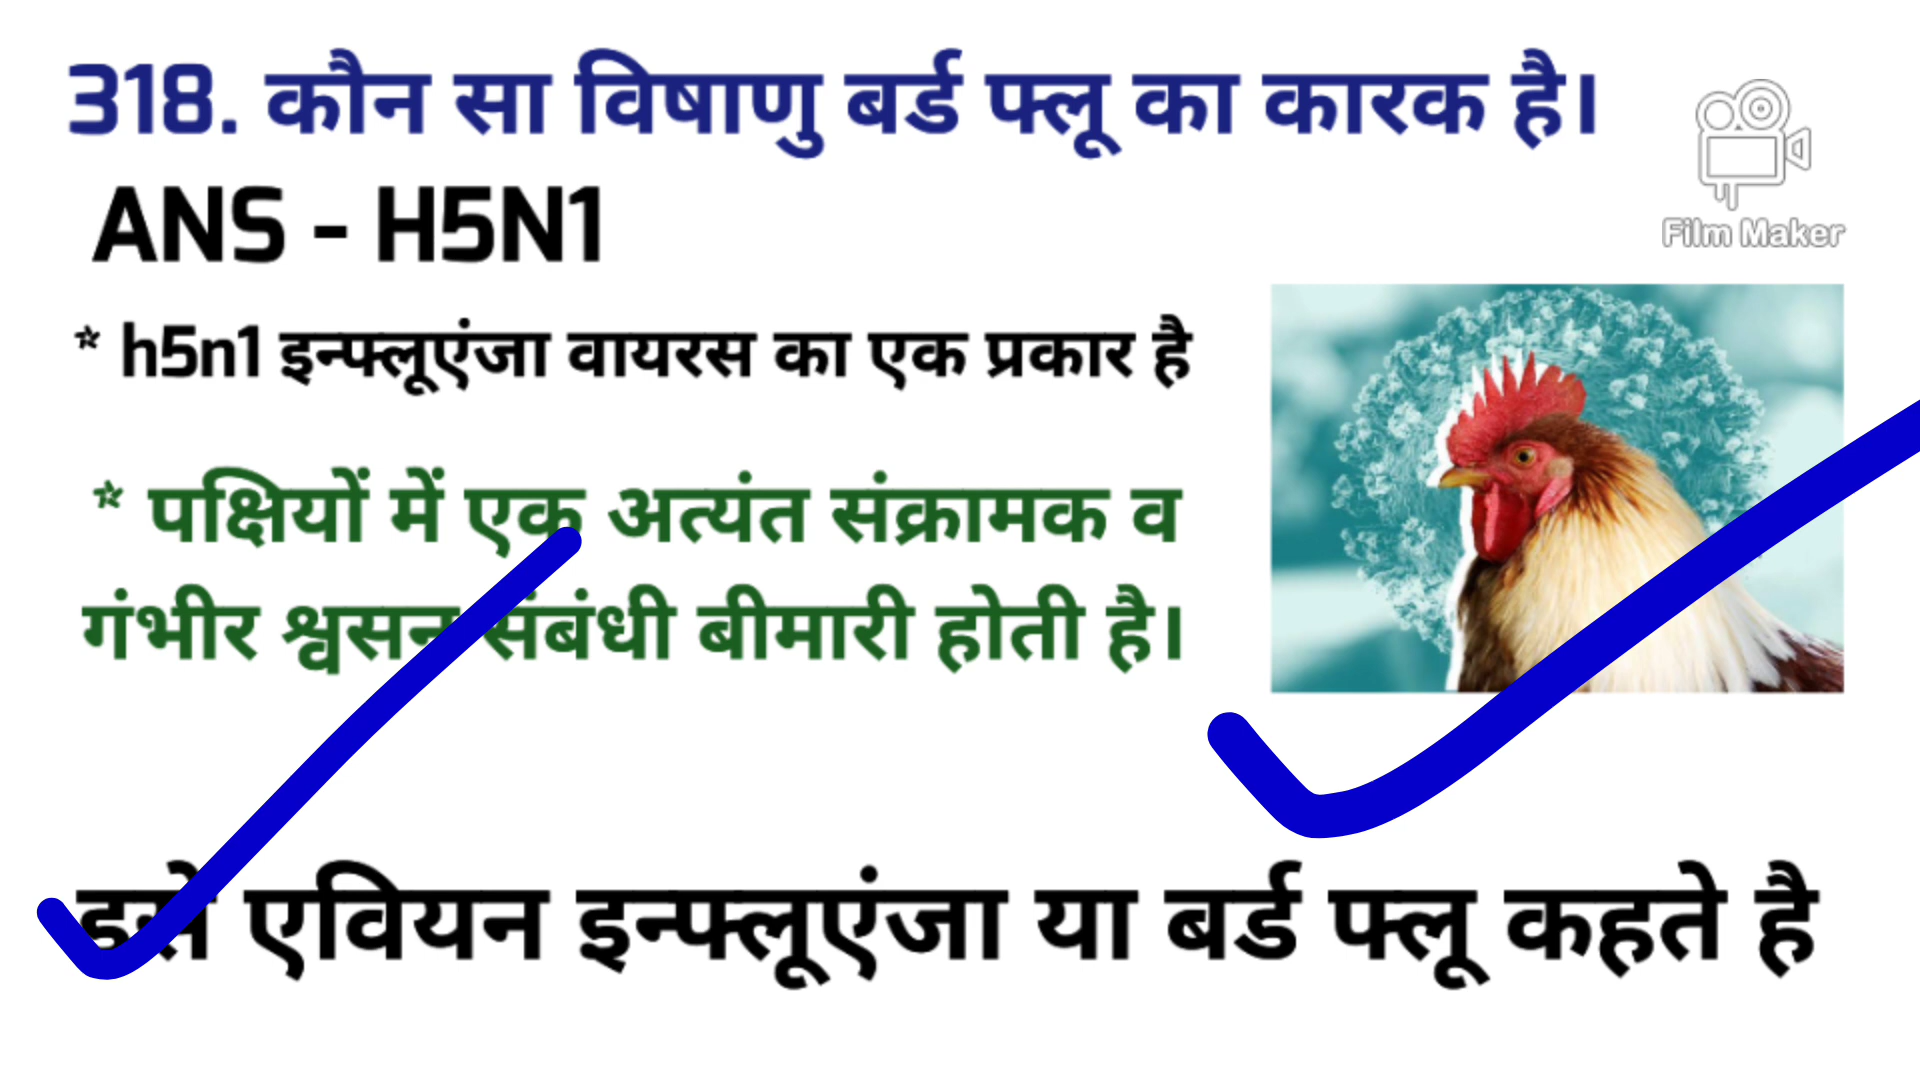 318. कौन सा विषाणु बर्ड फ्लू का कारक है।
ANS - H5N1
Film Maker
* h5n1 इन्फ्लूएंजा वायरस का एक प्रकार है
* पक्षियों में एक अत्यंत संक्रामक व
गंभीर श्वसन संबंधी बीमारी होती है।
इसे एवियन इन्फ्लूएंजा या बर्ड फ्लू कहते है